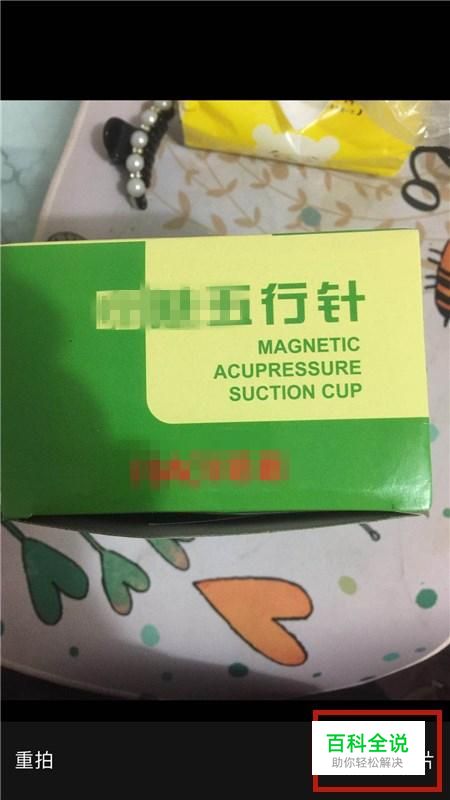 五行针
MAGNETIC
ACUPRESSURE
SUCTION CUP
重拍
百科全说
片
助你轻松解决